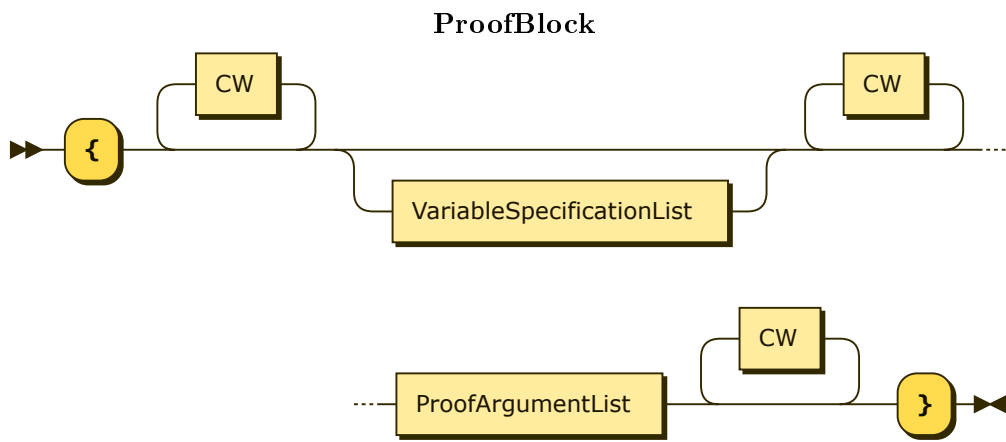 ProofBlock
CW CW
{
VariableSpecificationList
CW
ProofArgumentList }